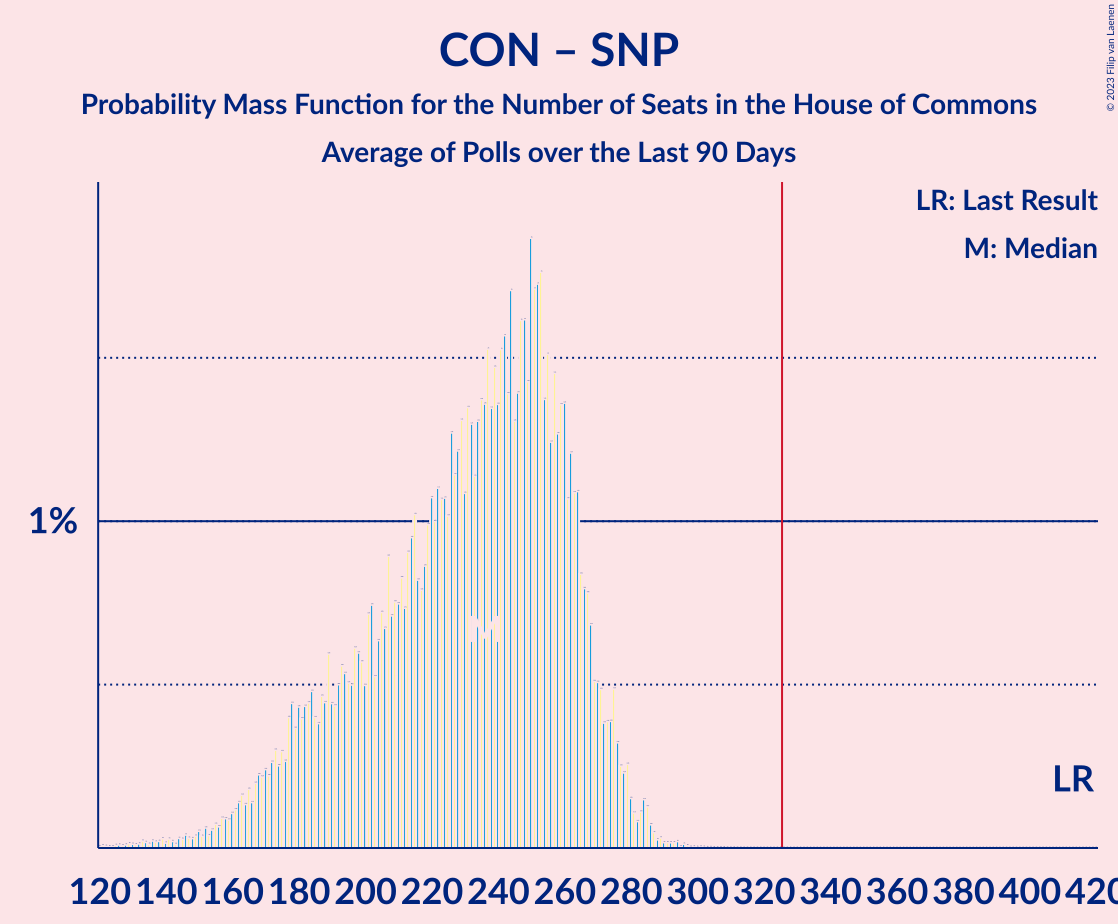 CON – SNP
Probability Mass Function for the Number of Seats in the House of Commons
Average of Polls over the Last 90 Days
© 2023 Filip van Laenen
LR: Last Result
M: Median
1%
M
LR
120 140 160 180 200 220 240 260 280 300 320 340 360 380 400 420